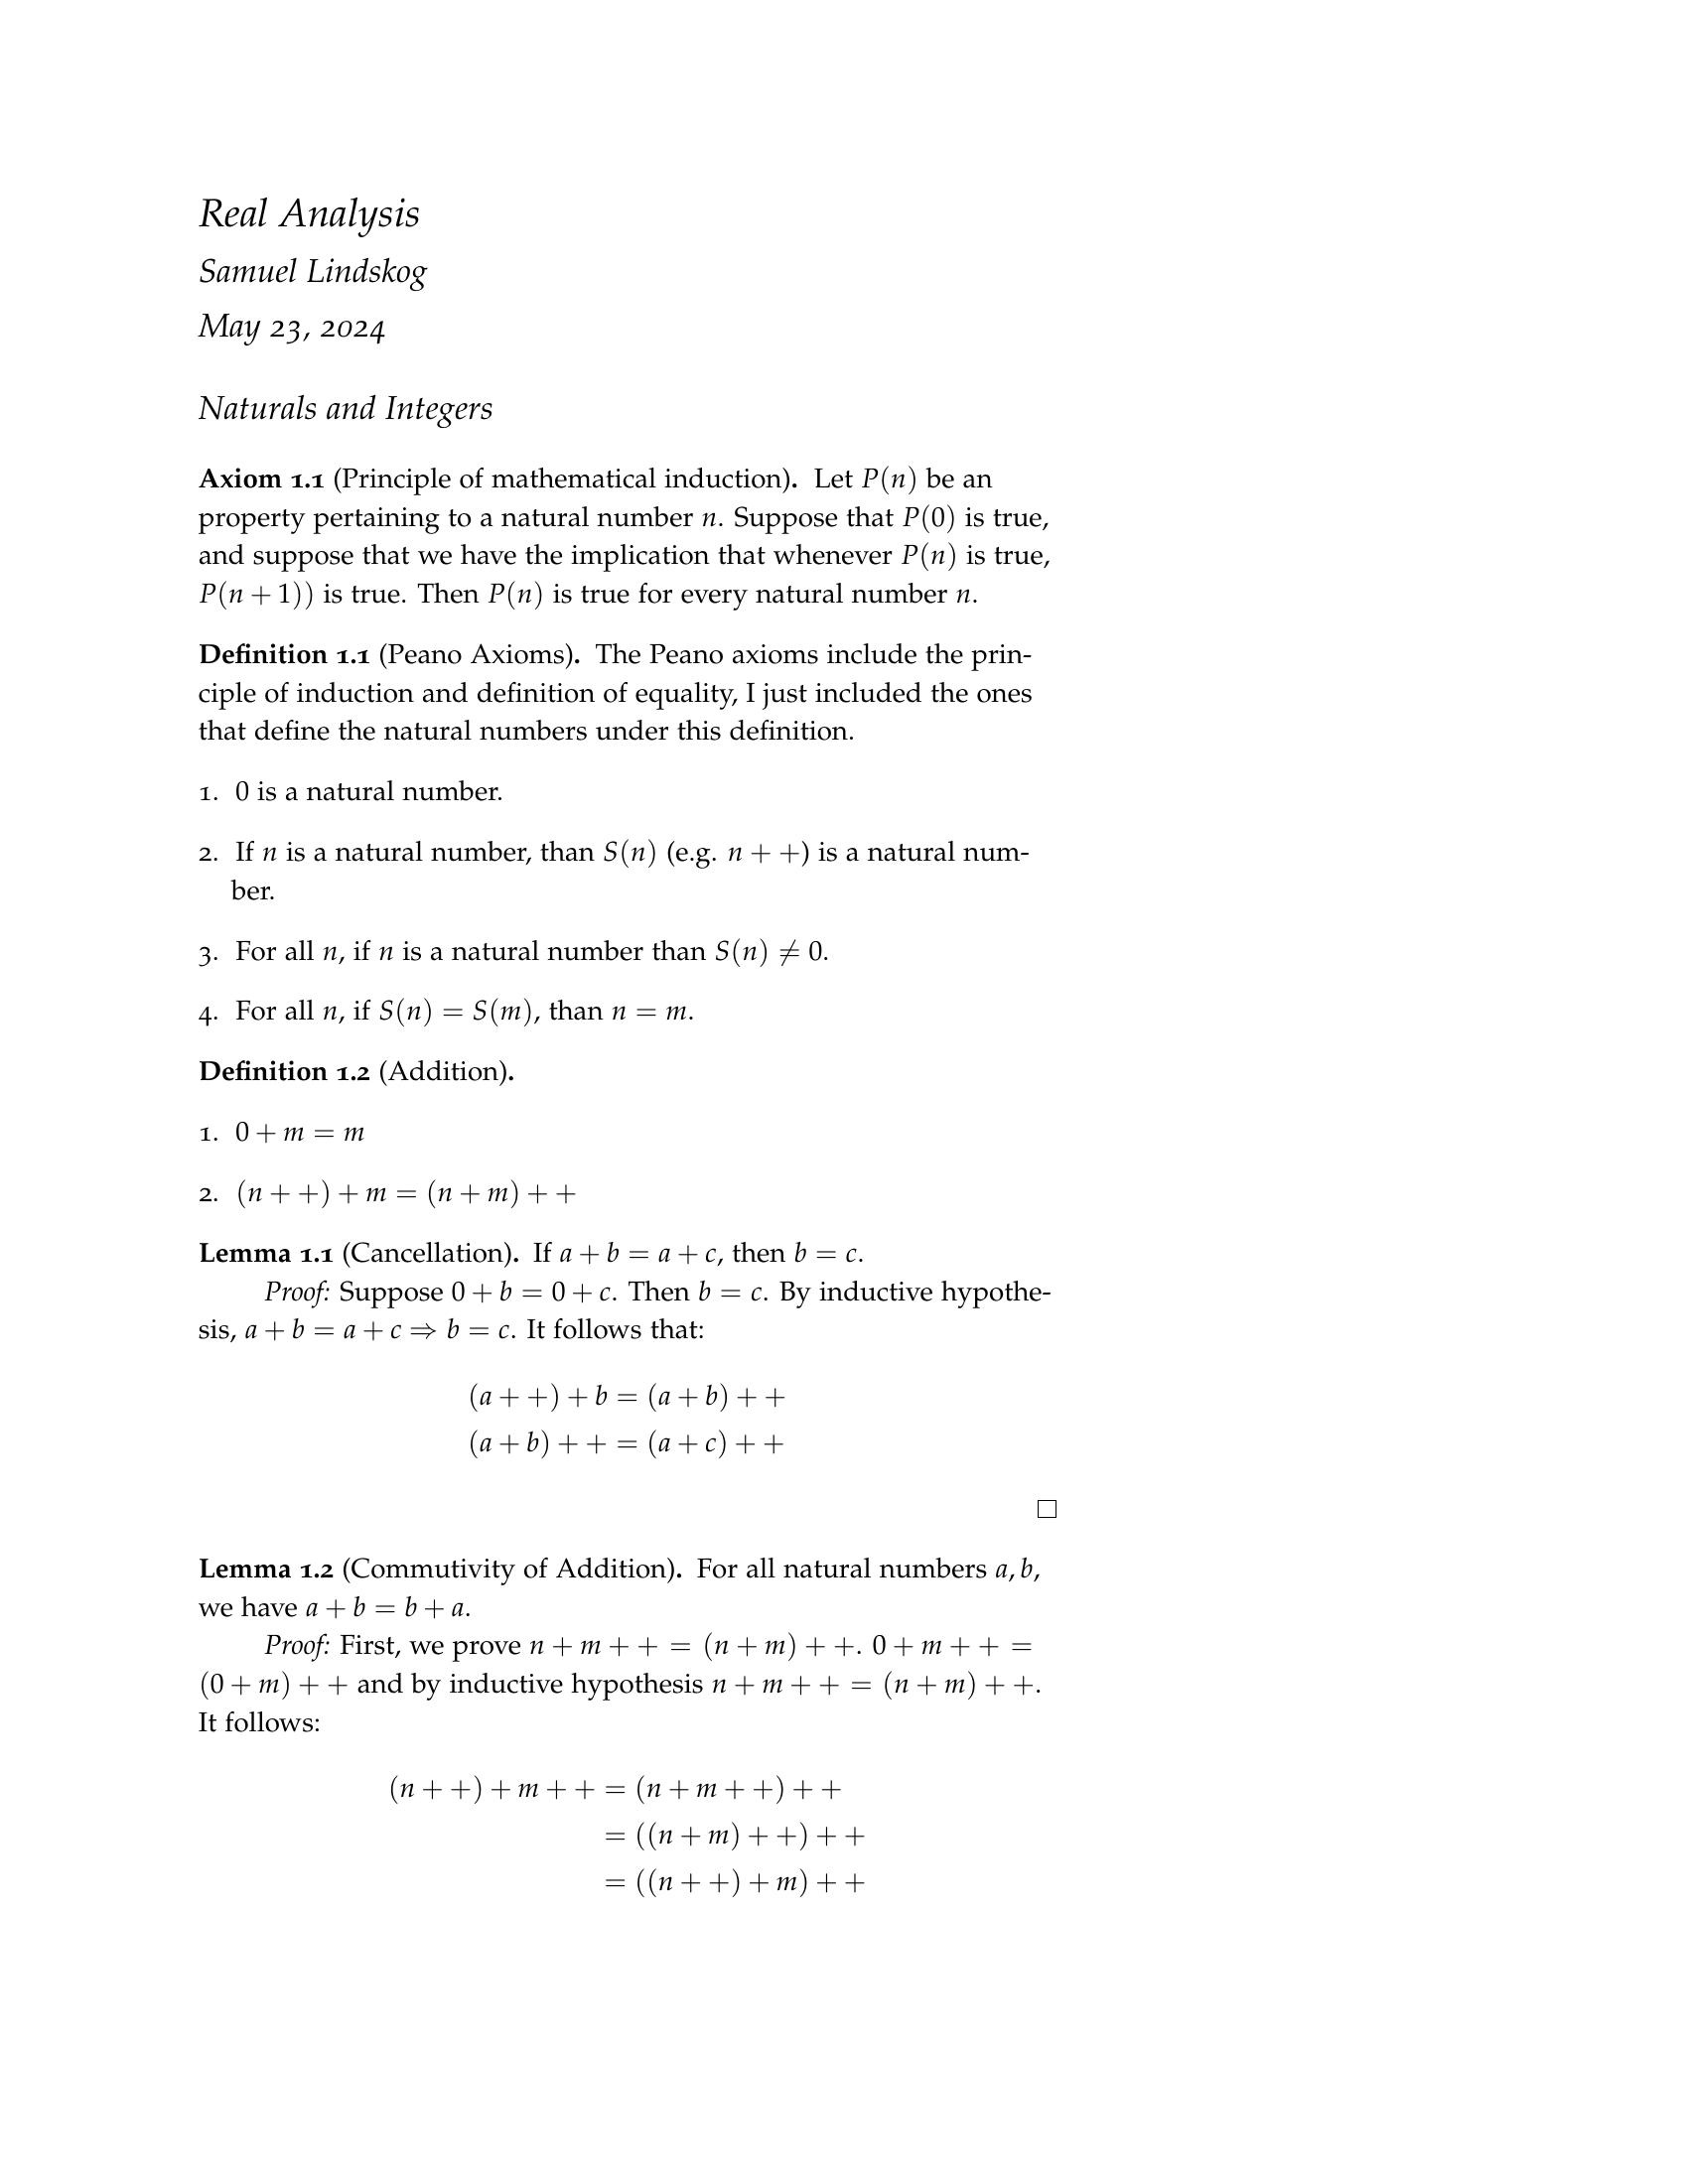 Real Analysis
Samuel Lindskog
May 23, 2024
Naturals and Integers
Axiom 1.1 (Principle of mathematical induction). Let P(n) be an
property pertaining to a natural number n. Suppose that P(0) is true,
and suppose that we have the implication that whenever P(n) is true,
P(n + 1)) is true. Then P(n) is true for every natural number n.
Definition 1.1 (Peano Axioms). The Peano axioms include the prin-
ciple of induction and definition of equality, I just included the ones
that define the natural numbers under this definition.
1. 0 is a natural number.
2. If n is a natural number, than S(n) (e.g. n + +) is a natural num-
ber.
3. For all n, if n is a natural number than S(n) ≠ 0.
4. For all n, if S(n) = S(m), than n = m.
Definition 1.2 (Addition).
1. 0 + m = m
2. (n + +) + m = (n + m) + +
Lemma 1.1 (Cancellation). If a + b = a + c, then b = c.
Proof: Suppose 0 + b = 0 + c. Then b = c. By inductive hypothe-
sis, a + b = a + c ⇒ b = c. It follows that:
(a + +) + b = (a + b) + +
(a + b) + + = (a + c) + +
□
Lemma 1.2 (Commutivity of Addition). For all natural numbers a, b,
we have a + b = b + a.
Proof: First, we prove n + m + + = (n + m) + +. 0 + m + + =
(0 + m) + + and by inductive hypothesis n + m + + = (n + m) + +.
It follows:
(n + +) + m + + = (n + m + +) + +
= ((n + m) + +) + +
= ((n + +) + m) + +